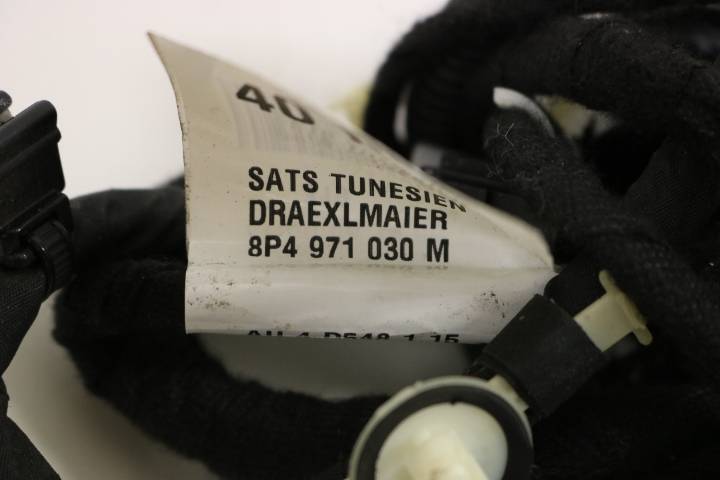 40
SATS TUNESIEN
DRAEXLMAIER
8P4 971 030 M